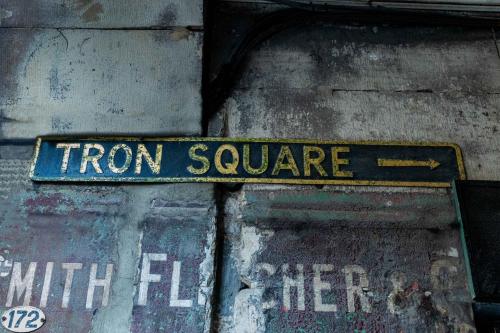 TRON SQUARE →
MITH FL CHER &
172